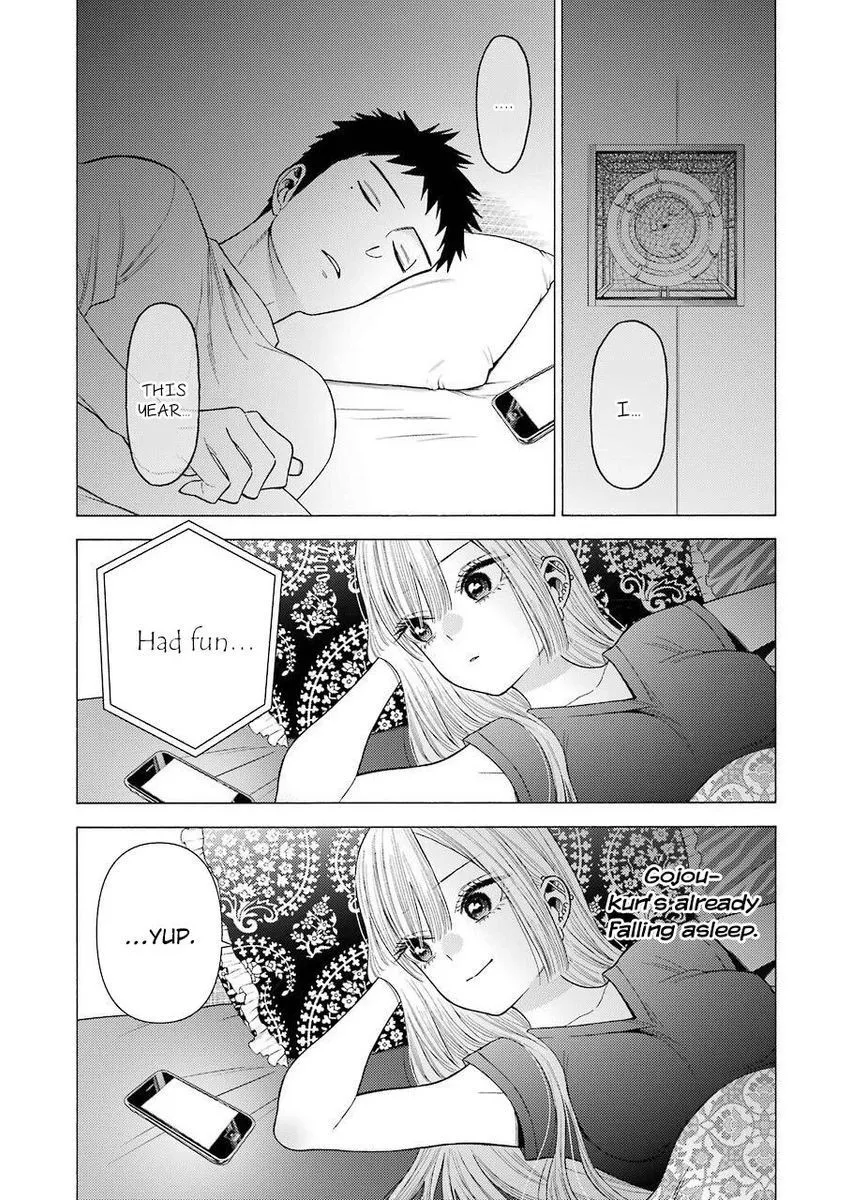 I...
....
THIS
YEAR...
Had fun...
Gojou-
kun's already
falling asleep.
...YUP.